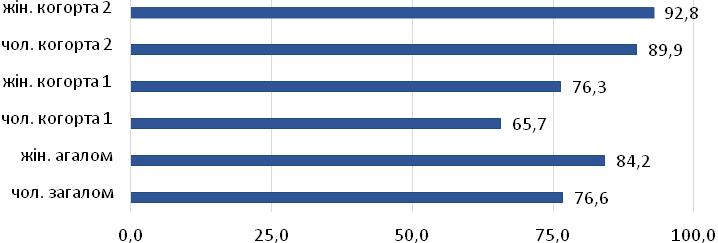 жін. когорта 2 92,8
чол. когорта 2 89,9
жін. когорта 1 76,3
чол. когорта 1 65,7
жін. агалом 84,2
чол. загалом 76,6
0,0 25,0 50,0 75,0 100,0